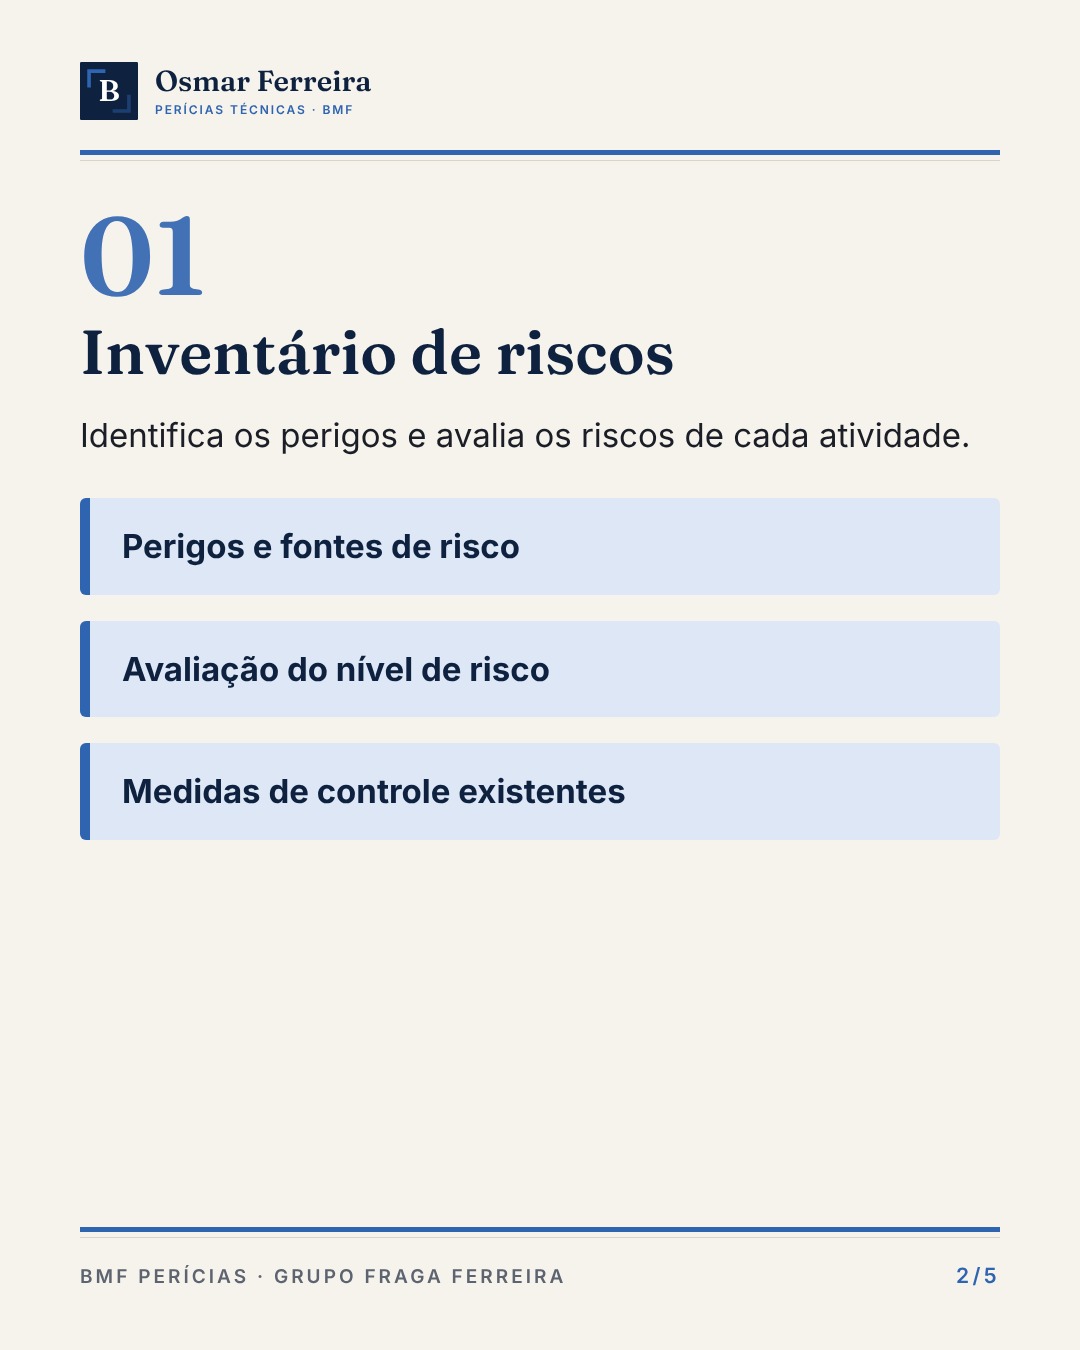 B
Osmar Ferreira
PERÍCIAS TÉCNICAS · BMF
01
Inventário de riscos
Identifica os perigos e avalia os riscos de cada atividade.
Perigos e fontes de risco
Avaliação do nível de risco
Medidas de controle existentes
BMF PERÍCIAS · GRUPO FRAGA FERREIRA
2/5